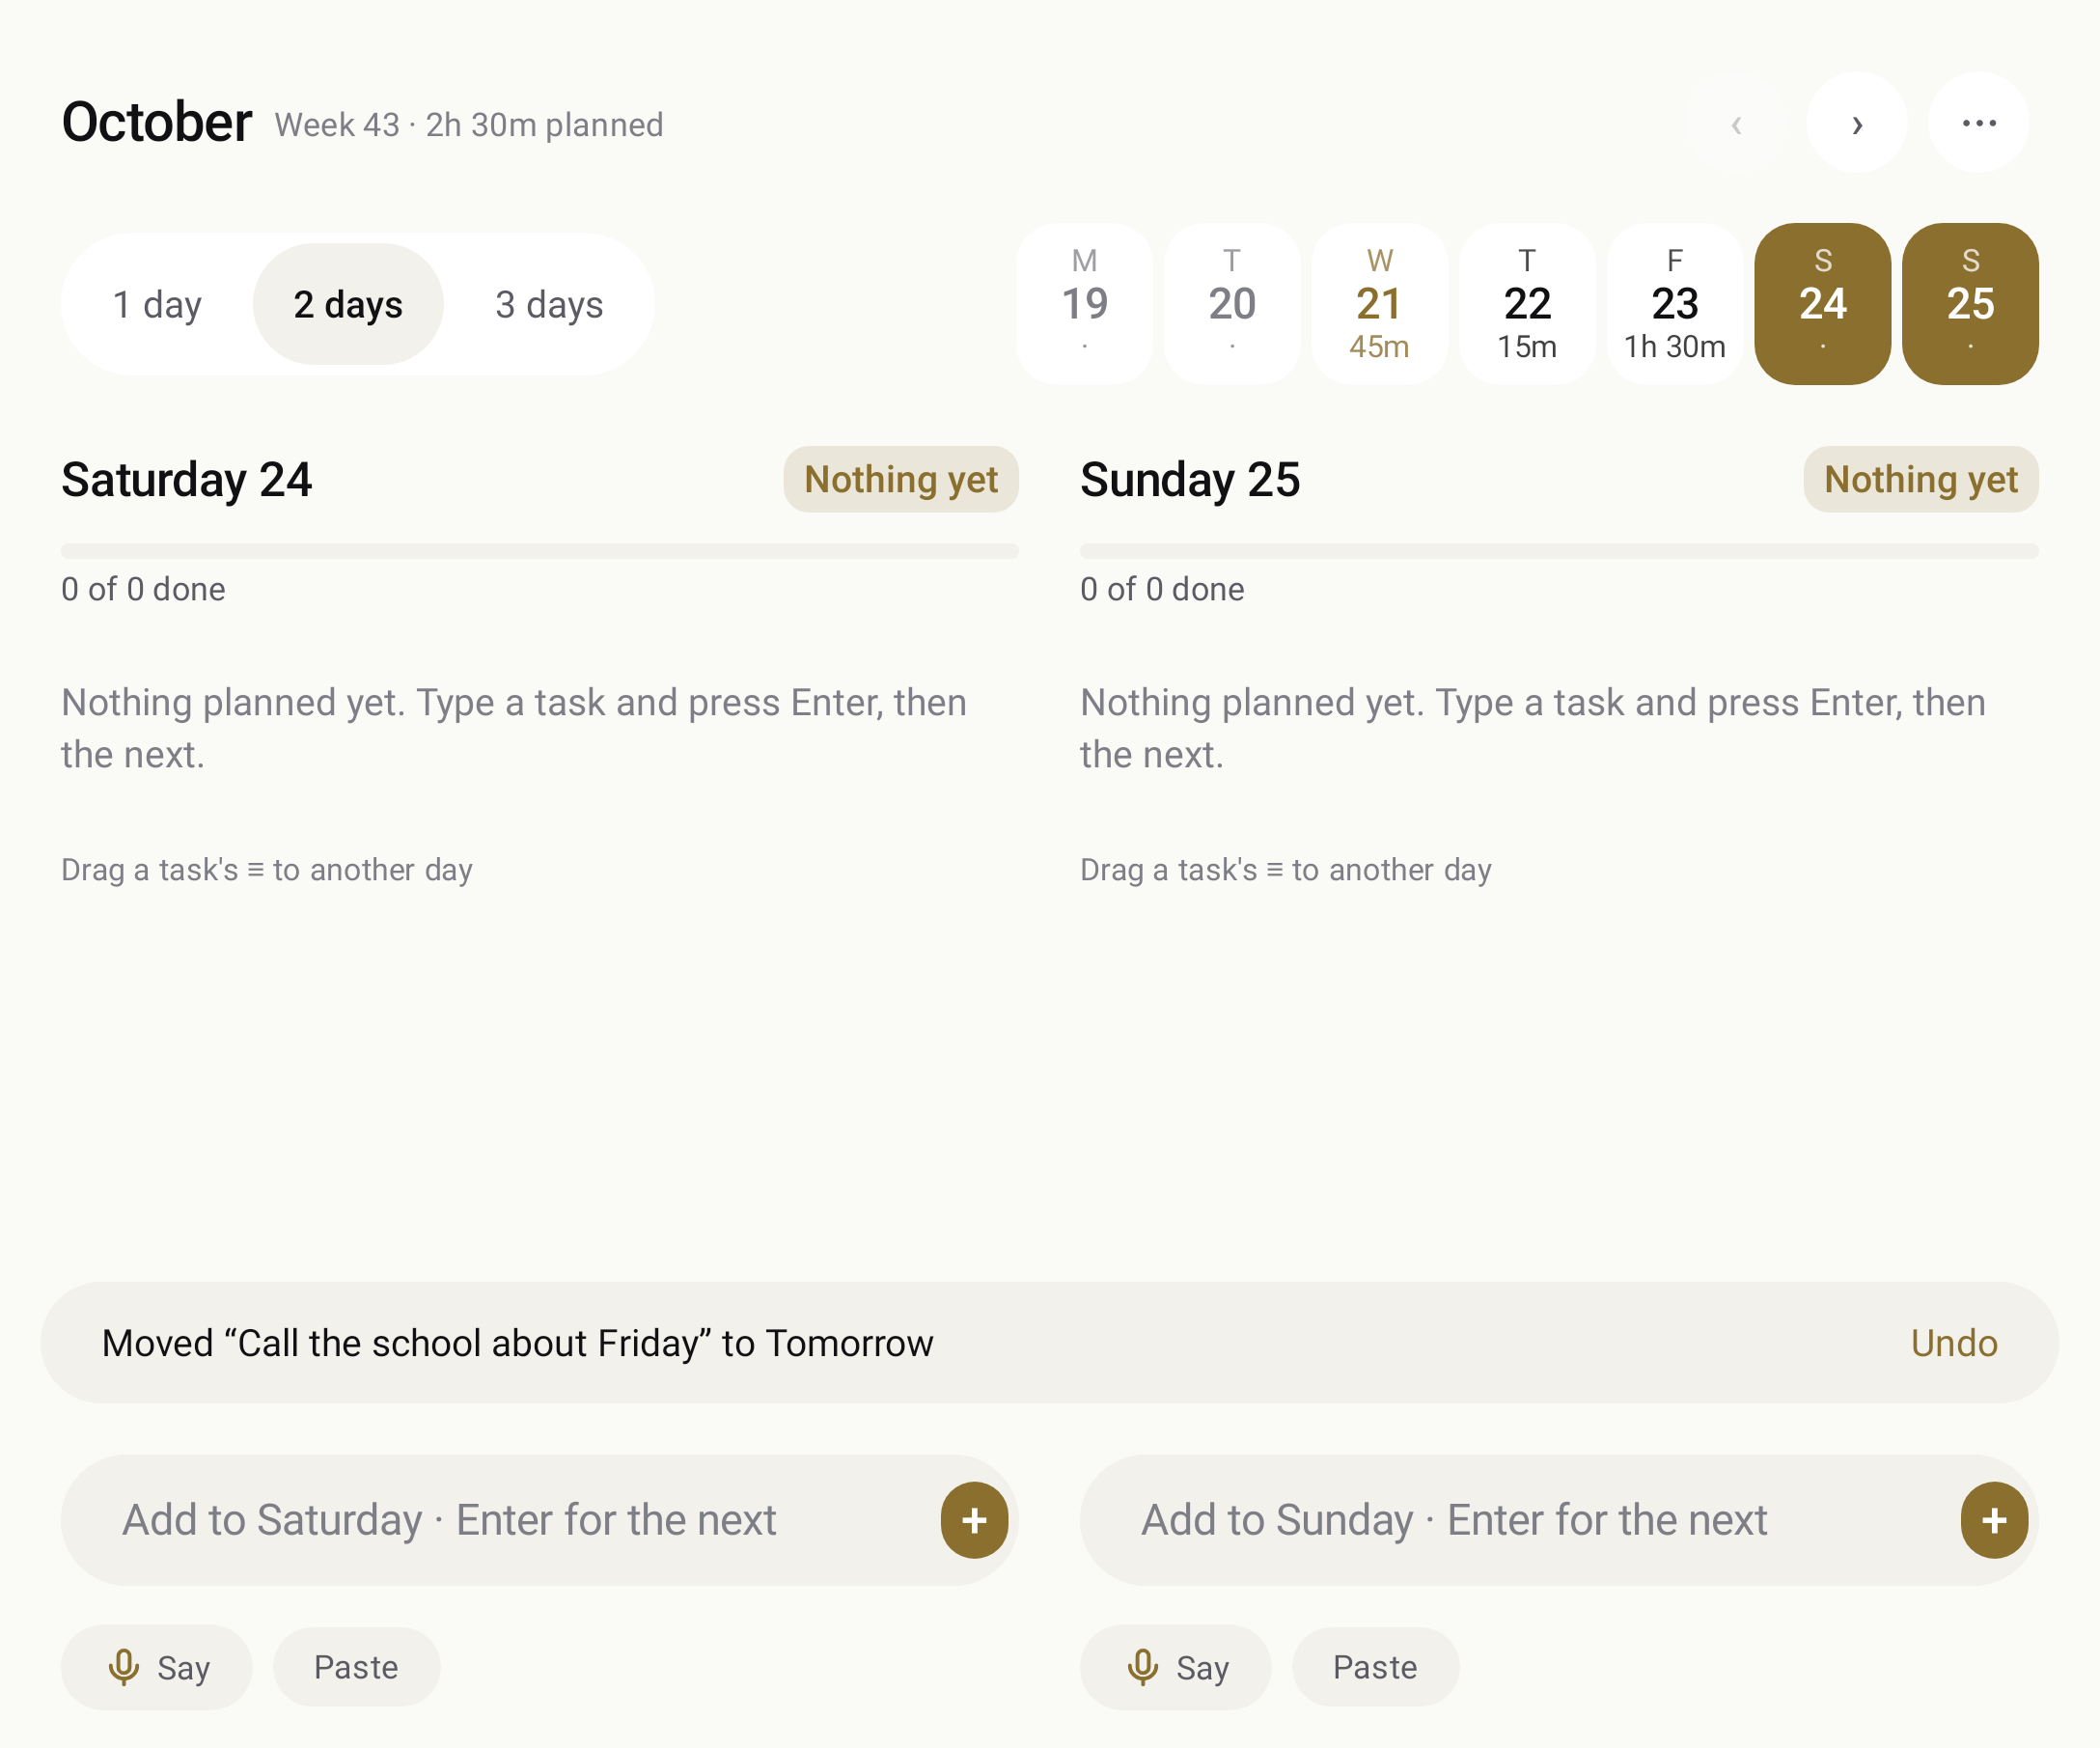 October Week 43 · 2h 30m planned ‹ › ···
1 day 2 days 3 days
M T W T F S S
19 20 21 22 23 24 25
· · 45m 15m 1h 30m · ·
Saturday 24 Nothing yet
0 of 0 done
Nothing planned yet. Type a task and press Enter, then
the next.
Drag a task's ≡ to another day
Sunday 25 Nothing yet
0 of 0 done
Nothing planned yet. Type a task and press Enter, then
the next.
Drag a task's ≡ to another day
Moved “Call the school about Friday” to Tomorrow Undo
Add to Saturday · Enter for the next +
Say Paste
Add to Sunday · Enter for the next +
Say Paste